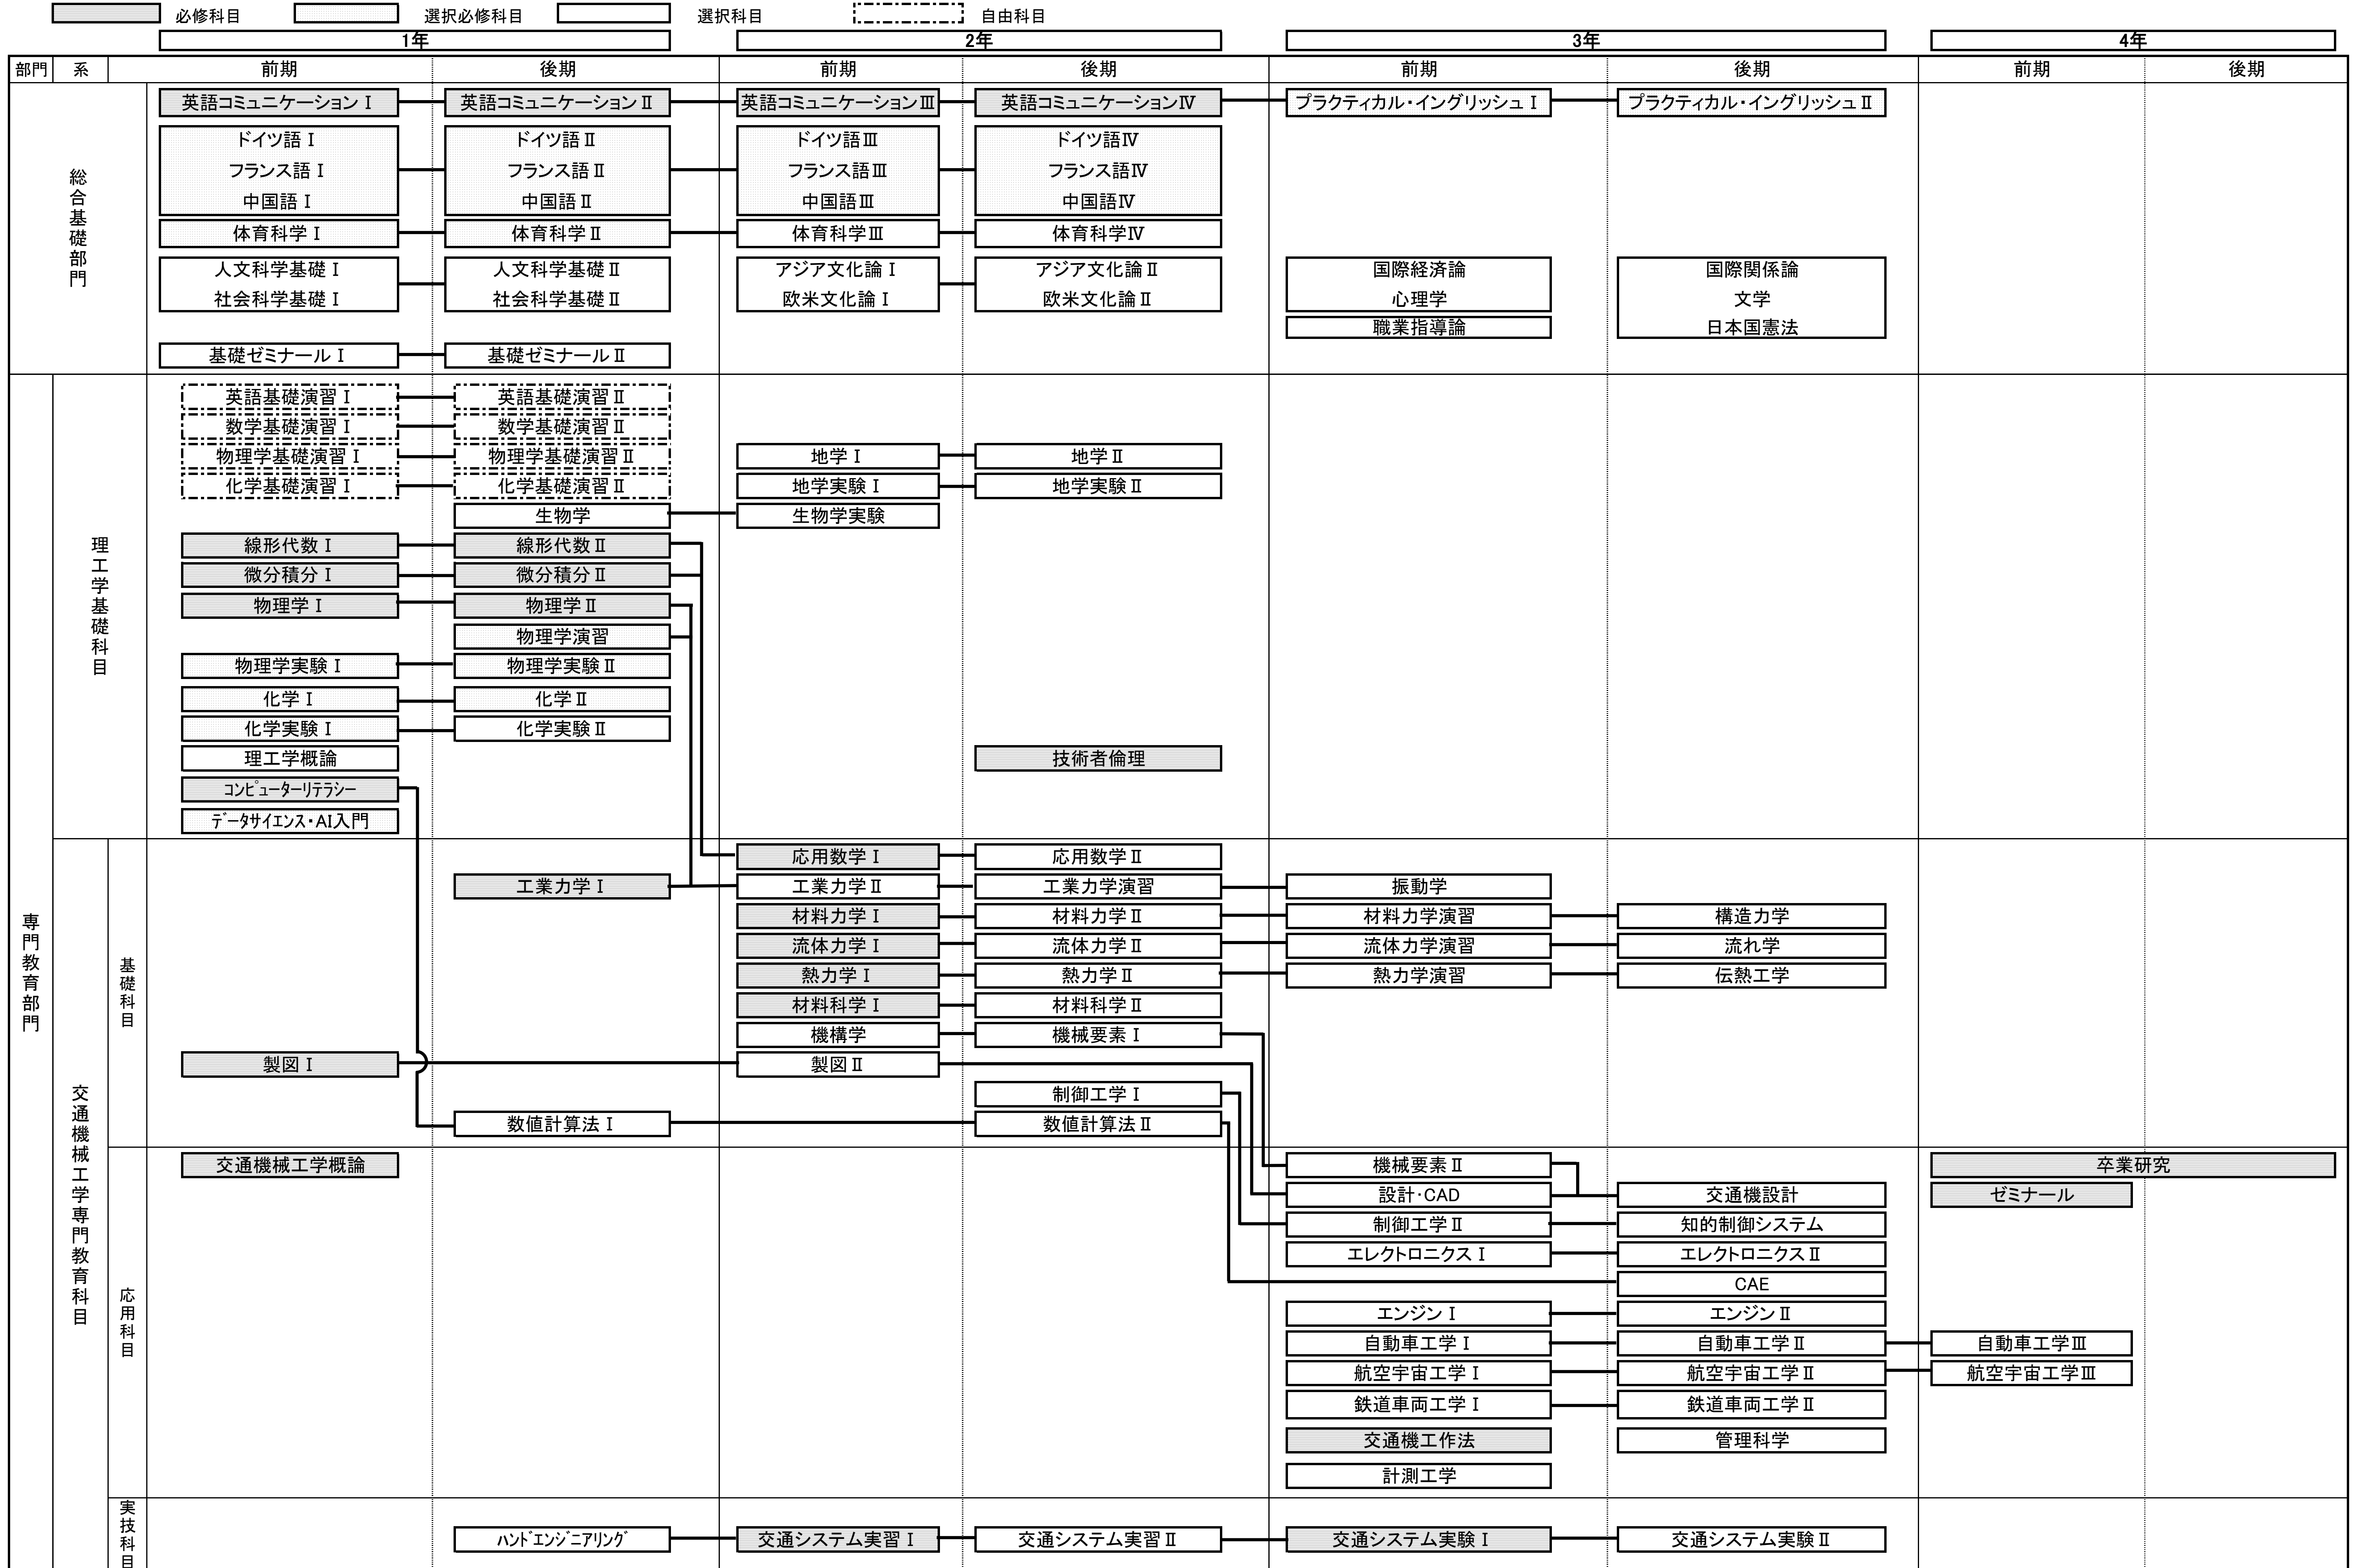 必修科目 選択必修科目 選択科目 自由科目
1年 2年 3年 4年
部門 系 前期 後期 前期 後期 前期 後期 前期 後期
総合基礎部門
英語コミュニケーションⅠ 英語コミュニケーションⅡ 英語コミュニケーションⅢ 英語コミュニケーションⅣ プラクティカル・イングリッシュⅠ プラクティカル・イングリッシュⅡ
ドイツ語Ⅰ ドイツ語Ⅱ ドイツ語Ⅲ ドイツ語Ⅳ
フランス語Ⅰ フランス語Ⅱ フランス語Ⅲ フランス語Ⅳ
中国語Ⅰ 中国語Ⅱ 中国語Ⅲ 中国語Ⅳ
体育科学Ⅰ 体育科学Ⅱ 体育科学Ⅲ 体育科学Ⅳ
人文科学基礎Ⅰ 人文科学基礎Ⅱ アジア文化論Ⅰ アジア文化論Ⅱ 国際経済論 国際関係論
社会科学基礎Ⅰ 社会科学基礎Ⅱ 欧米文化論Ⅰ 欧米文化論Ⅱ 心理学 文学
職業指導論 日本国憲法
基礎ゼミナールⅠ 基礎ゼミナールⅡ
専門教育部門
理工学基礎科目
英語基礎演習Ⅰ 英語基礎演習Ⅱ
数学基礎演習Ⅰ 数学基礎演習Ⅱ
物理学基礎演習Ⅰ 物理学基礎演習Ⅱ 地学Ⅰ 地学Ⅱ
化学基礎演習Ⅰ 化学基礎演習Ⅱ 地学実験Ⅰ 地学実験Ⅱ
生物学 生物学実験
線形代数Ⅰ 線形代数Ⅱ
微分積分Ⅰ 微分積分Ⅱ
物理学Ⅰ 物理学Ⅱ
物理学演習
物理学実験Ⅰ 物理学実験Ⅱ
化学Ⅰ 化学Ⅱ
化学実験Ⅰ 化学実験Ⅱ
理工学概論 技術者倫理
ｺﾝﾋﾟｭｰﾀｰﾘﾃﾗｼｰ
ﾃﾞｰﾀｻｲｴﾝｽ・AI入門
交通機械工学専門教育科目
基礎科目
応用数学Ⅰ 応用数学Ⅱ
工業力学Ⅰ 工業力学Ⅱ 工業力学演習 振動学
材料力学Ⅰ 材料力学Ⅱ 材料力学演習 構造力学
流体力学Ⅰ 流体力学Ⅱ 流体力学演習 流れ学
熱力学Ⅰ 熱力学Ⅱ 熱力学演習 伝熱工学
材料科学Ⅰ 材料科学Ⅱ
機構学 機械要素Ⅰ
製図Ⅰ 製図Ⅱ
制御工学Ⅰ
数値計算法Ⅰ 数値計算法Ⅱ
応用科目
交通機械工学概論 機械要素Ⅱ 卒業研究
設計・CAD 交通機設計 ゼミナール
制御工学Ⅱ 知的制御システム
エレクトロニクスⅠ エレクトロニクスⅡ
CAE
エンジンⅠ エンジンⅡ
自動車工学Ⅰ 自動車工学Ⅱ 自動車工学Ⅲ
航空宇宙工学Ⅰ 航空宇宙工学Ⅱ 航空宇宙工学Ⅲ
鉄道車両工学Ⅰ 鉄道車両工学Ⅱ
交通機工作法 管理科学
計測工学
実技科目
ﾊﾝﾄﾞｴﾝｼﾞﾆｱﾘﾝｸﾞ 交通システム実習Ⅰ 交通システム実習Ⅱ 交通システム実験Ⅰ 交通システム実験Ⅱ